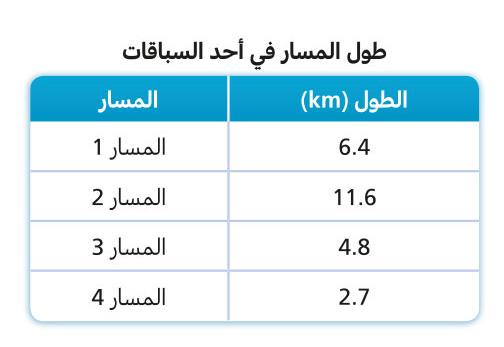 طول المسار في أحد السباقات
المسار الطول (km)
المسار 1 6.4
المسار 2 11.6
المسار 3 4.8
المسار 4 2.7